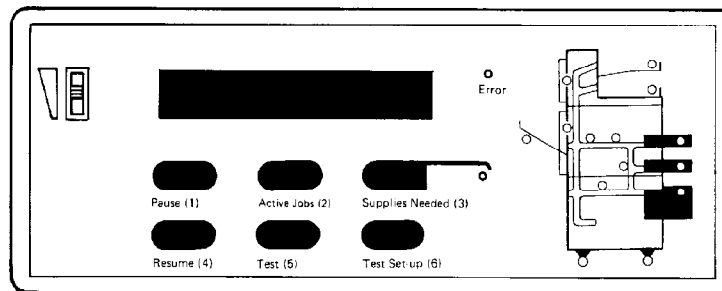 Error
Pause (1) Active Jobs (2) Supplies Needed (3)
Resume (4) Test (5) Test Set-up (6)